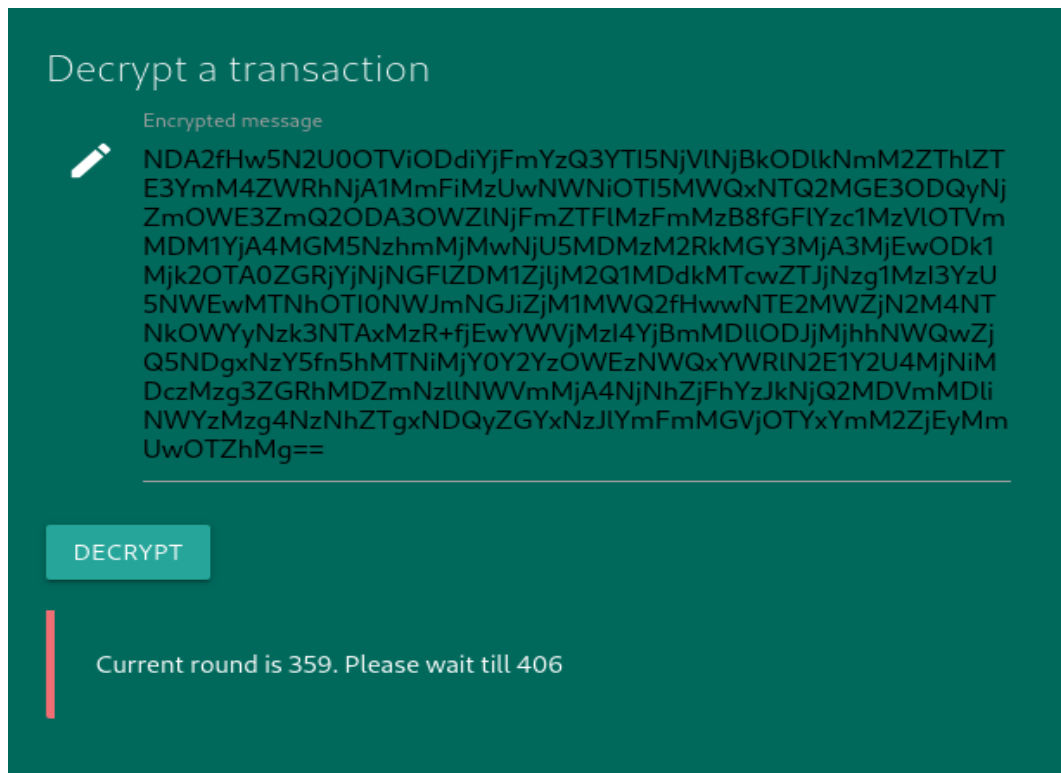 Decrypt a transaction
Encrypted message
NDA2fHw5N2U0OTViODdiYjFmYzQ3YTI5NjVlNjBkODlkNmM2ZThlZT
E3YmM4ZWRhNjA1MmFiMzUwNWNiOTI5MWQxNTQ2MGE3ODQyNj
ZmOWE3ZmQ2ODA3OWZlNjFmZTFlMzFmMzB8fGFlYzc1MzVlOTVm
MDM1YjA4MGM5NzhmMjMwNjU5MDMzM2RkMGY3MjA3MjEwODk1
Mjk2OTA0ZGRjYjNjNGFlZDM1ZjljM2Q1MDdkMTcwZTJjNzg1MzI3YzU
5NWEwMTNhOTI0NWJmNGJiZjM1MWQ2fHwwNTE2MWZjN2M4NT
NkOWYyNzk3NTAxMzR+fjEwYWVjMzI4YjBmMDllODJjMjhhNWQwZj
Q5NDgxNzY5fn5hMTNiMjY0Y2YzOWEzNWQxYWRlN2E1Y2U4MjNiM
DczMzg3ZGRhMDZmNzllNWVmMjA4NjNhZjFhYzJkNjQ2MDVmMDli
NWYzMzg4NzNhZTgxNDQyZGYxNzJlYmFmMGVjOTYxYmM2ZjEyMm
UwOTZhMg==
DECRYPT
Current round is 359. Please wait till 406